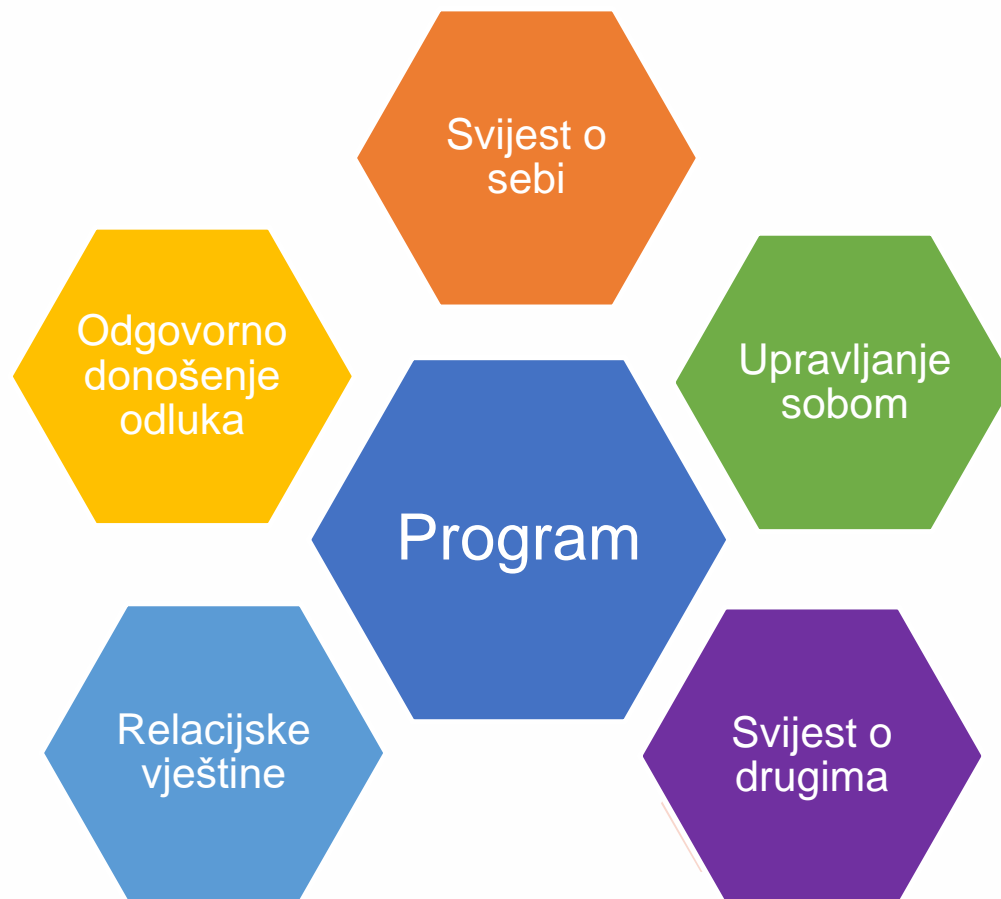 Svijest o
sebi
Odgovorno
donošenje
odluka
Upravljanje
sobom
Program
Relacijske
vještine
Svijest o
drugima